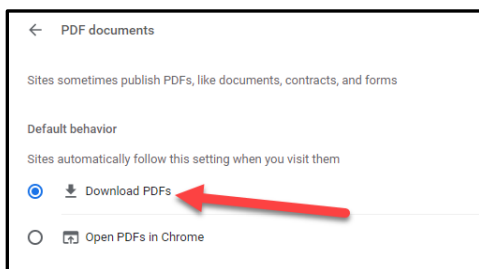 PDF documents
Sites sometimes publish PDFs, like documents, contracts, and forms
Default behavior
Sites automatically follow this setting when you visit them
Download PDFs
Open PDFs in Chrome